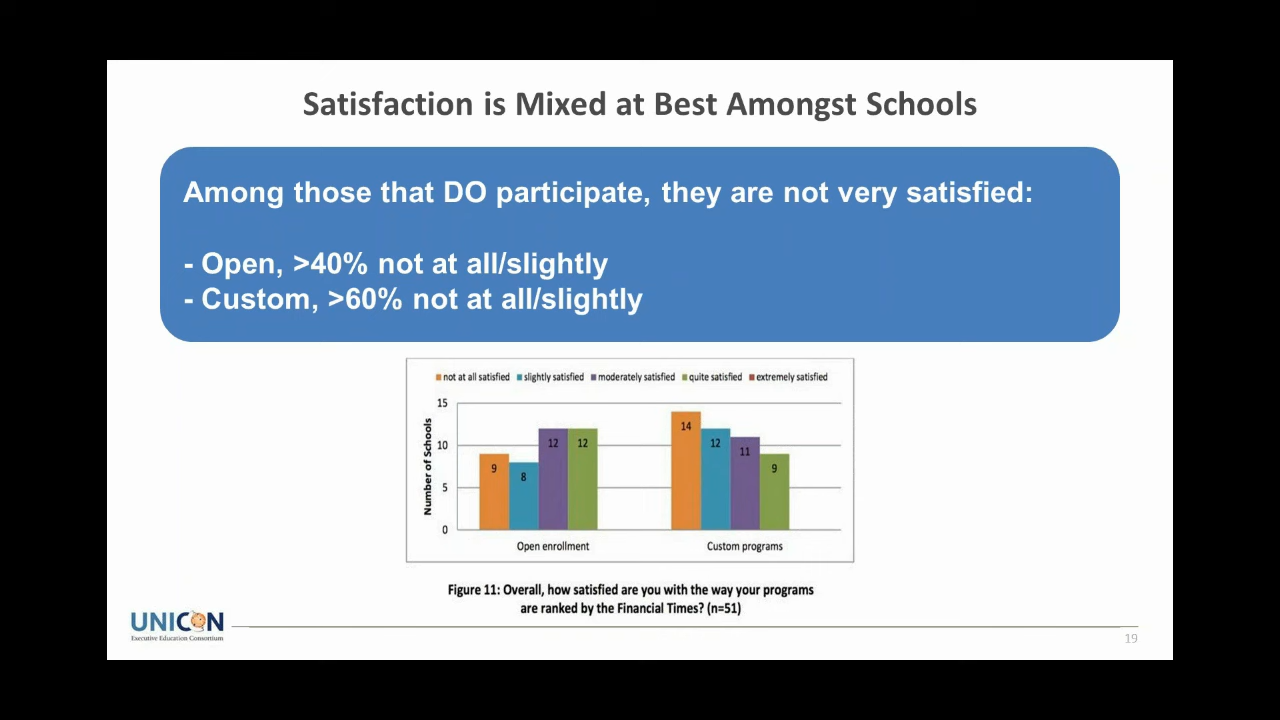 Satisfaction is Mixed at Best Amongst Schools
Among those that DO participate, they are not very satisfied:
- Open, >40% not at all/slightly
- Custom, >60% not at all/slightly
not at all satisfied slightly satisfied moderately satisfied quite satisfied extremely satisfied
Number of Schools
15
10
5
0
9
8
12
12
14
12
11
9
Open enrollment
Custom programs
Figure 11: Overall, how satisfied are you with the way your programs
are ranked by the Financial Times? (n=51)
UNICON
Executive Education Consortium
19